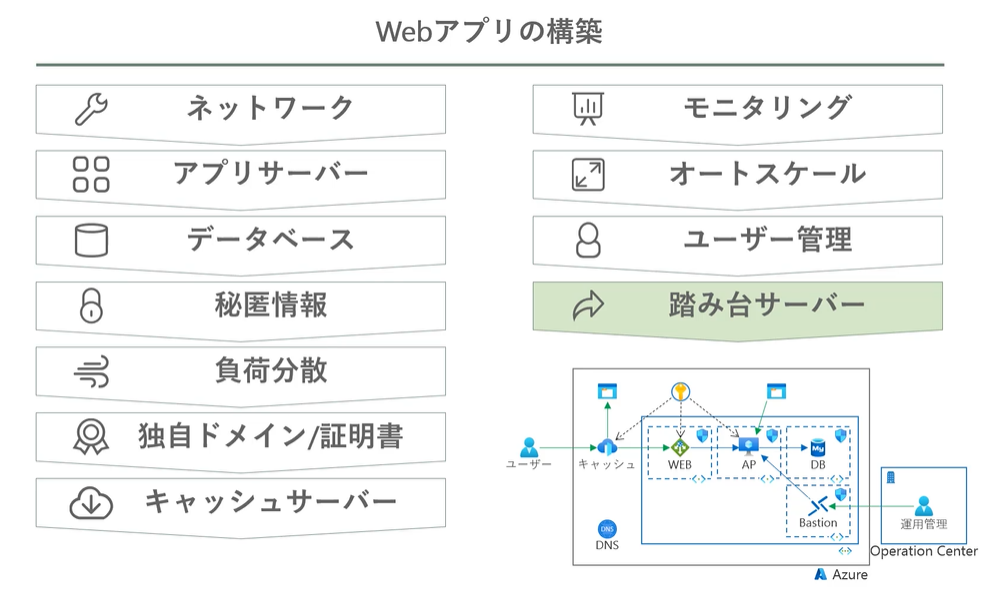 Webアプリの構築
ネットワーク
アプリサーバー
データベース
秘匿情報
負荷分散
独自ドメイン/証明書
キャッシュサーバー
モニタリング
オートスケール
ユーザー管理
踏み台サーバー
ユーザー
キャッシュ
WEB
AP
My
DB
Bastion
運用管理
Operation Center
DNS
DNS
Azure